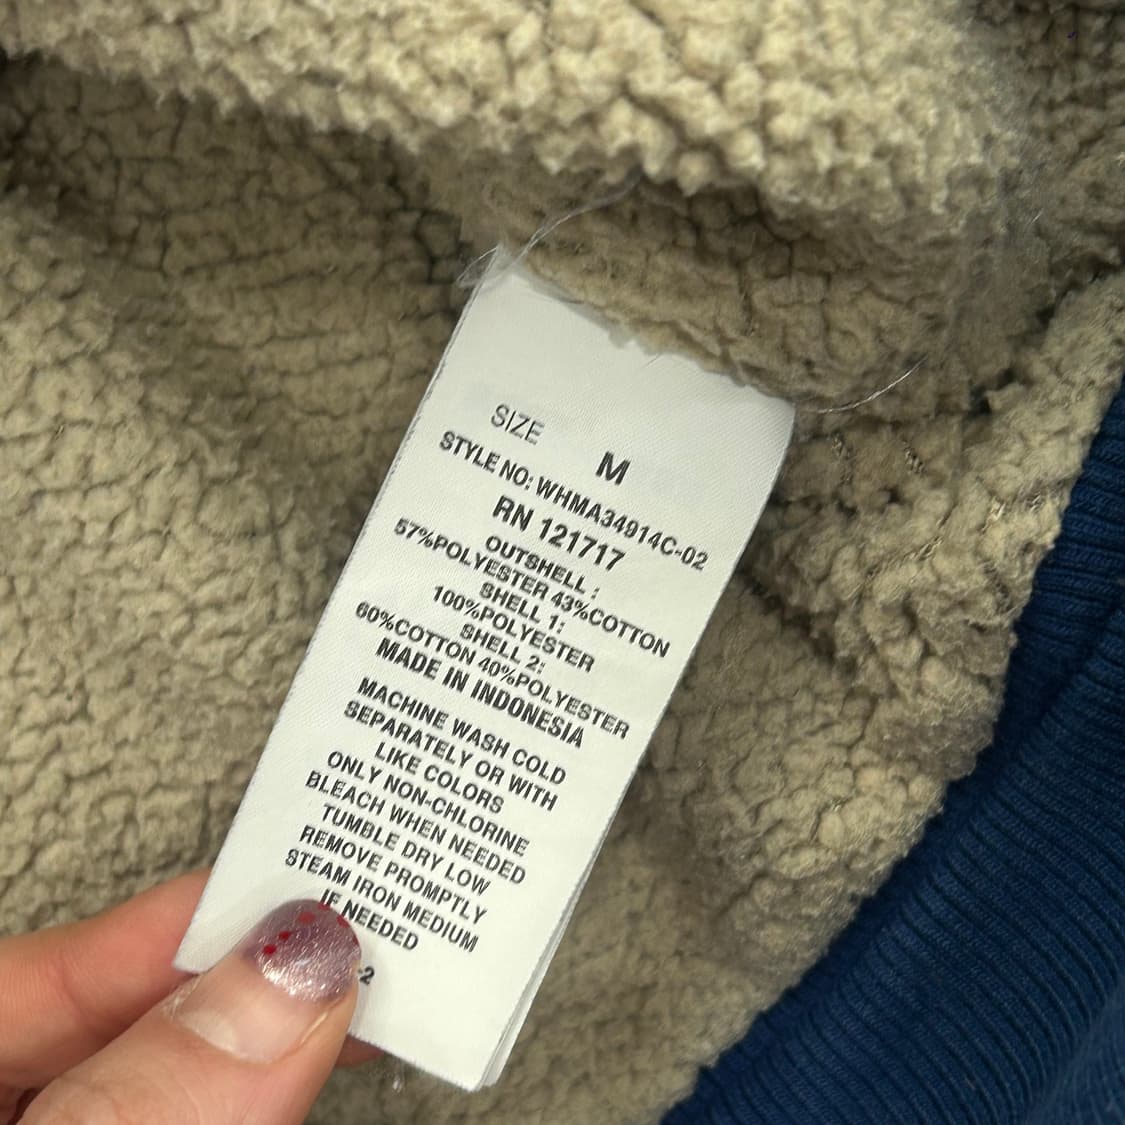 SIZE
M
STYLE NO: WHMA34914C-02
RN 121717
OUTSHELL :
57%POLYESTER 43%COTTON
SHELL 1:
100%POLYESTER
SHELL 2:
60%COTTON 40%POLYESTER
MADE IN INDONESIA
MACHINE WASH COLD
SEPARATELY OR WITH
LIKE COLORS
ONLY NON-CHLORINE
BLEACH WHEN NEEDED
TUMBLE DRY LOW
REMOVE PROMPTLY
STEAM IRON MEDIUM
IF NEEDED
-2